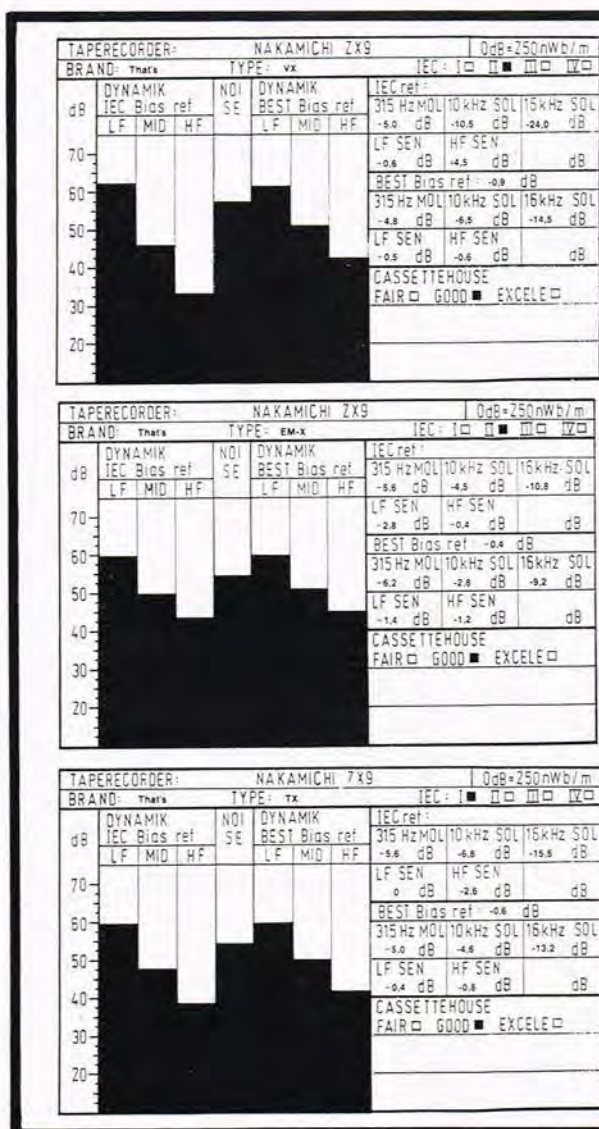 TAPERECORDER: NAKAMICHI ZX9 0dB=250nWb/m
BRAND: That's TYPE: VX IEC: I□ II■ III□ IV□
dB DYNAMIK NOI DYNAMIK IEC ref:
IEC Bias ref SE BEST Bias ref 315 Hz MOL 10 kHz SOL 16 kHz SOL
LF MID HF LF MID HF -5.0 dB -10,5 dB -24,0 dB
LF SEN HF SEN
-0,6 dB -4,5 dB dB
BEST Bias ref: -0,9 dB
315 Hz MOL 10 kHz SOL 16 kHz SOL
-4,8 dB -6,5 dB -14,5 dB
LF SEN HF SEN
-0,5 dB -0,6 dB dB
CASSETTEHOUSE
FAIR□ GOOD■ EXCELE□
70
60
50
40
30
20
TAPERECORDER: NAKAMICHI ZX9 0dB=250nWb/m
BRAND: That's TYPE: EM-X IEC: I□ II■ III□ IV□
dB DYNAMIK NOI DYNAMIK IEC ref:
IEC Bias ref SE BEST Bias ref 315 Hz MOL 10 kHz SOL 16 kHz SOL
LF MID HF LF MID HF -5.6 dB -4,5 dB -10,8 dB
LF SEN HF SEN
-2,8 dB -0,4 dB dB
BEST Bias ref: -0,4 dB
315 Hz MOL 10 kHz SOL 16 kHz SOL
-6,2 dB -2,8 dB -9,2 dB
LF SEN HF SEN
-1,4 dB -1,2 dB dB
CASSETTEHOUSE
FAIR□ GOOD■ EXCELE□
70
60
50
40
30
20
TAPERECORDER: NAKAMICHI ZX9 0dB=250nWb/m
BRAND: That's TYPE: TX IEC: I■ II□ III□ IV□
dB DYNAMIK NOI DYNAMIK IEC ref:
IEC Bias ref SE BEST Bias ref 315 Hz MOL 10 kHz SOL 16 kHz SOL
LF MID HF LF MID HF -5.6 dB -6,8 dB -15,5 dB
LF SEN HF SEN
0 dB -2,6 dB dB
BEST Bias ref: -0,6 dB
315 Hz MOL 10 kHz SOL 16 kHz SOL
-5,0 dB -4,6 dB -13,2 dB
LF SEN HF SEN
-0,4 dB -0,8 dB dB
CASSETTEHOUSE
FAIR□ GOOD■ EXCELE□
70
60
50
40
30
20